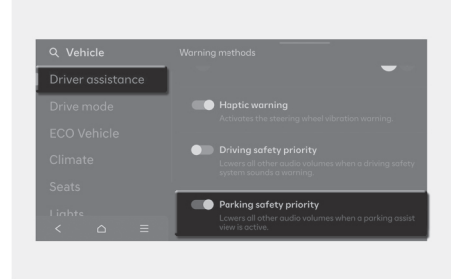 Vehicle
Warning methods
Driver assistance
Drive mode
ECO Vehicle
Climate
Seats
Lights
Haptic warning
Activates the steering wheel vibration warning.
Driving safety priority
Lowers all other audio volumes when a driving safety
system sounds a warning.
Parking safety priority
Lowers all other audio volumes when a parking assist
view is active.